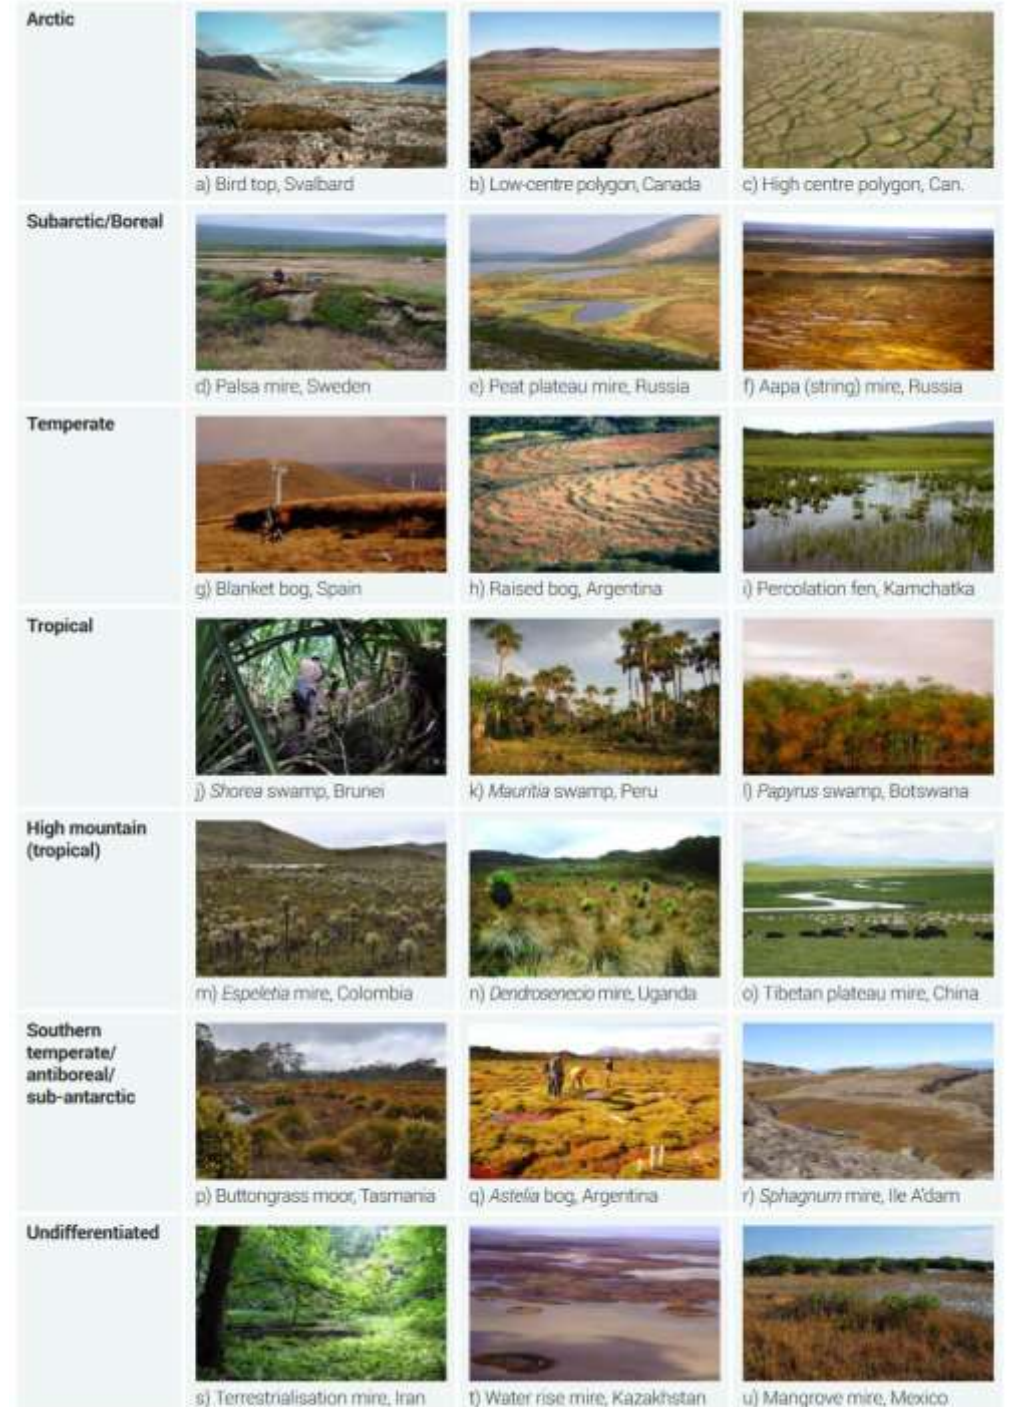 Arctic
a) Bird top, Svalbard
b) Low-centre polygon, Canada
c) High centre polygon, Can.
Subarctic/Boreal
d) Palsa mire, Sweden
e) Peat plateau mire, Russia
f) Aapa (string) mire, Russia
Temperate
g) Blanket bog, Spain
h) Raised bog, Argentina
i) Percolation fen, Kamchatka
Tropical
j) Shorea swamp, Brunei
k) Mauritia swamp, Peru
l) Papyrus swamp, Botswana
High mountain
(tropical)
m) Espeletia mire, Colombia
n) Dendrosenecio mire, Uganda
o) Tibetan plateau mire, China
Southern
temperate/
antiboreal/
sub-antarctic
p) Buttongrass moor, Tasmania
q) Astelia bog, Argentina
r) Sphagnum mire, Ile A'dam
Undifferentiated
s) Terrestrialisation mire, Iran
t) Water rise mire, Kazakhstan
u) Mangrove mire, Mexico